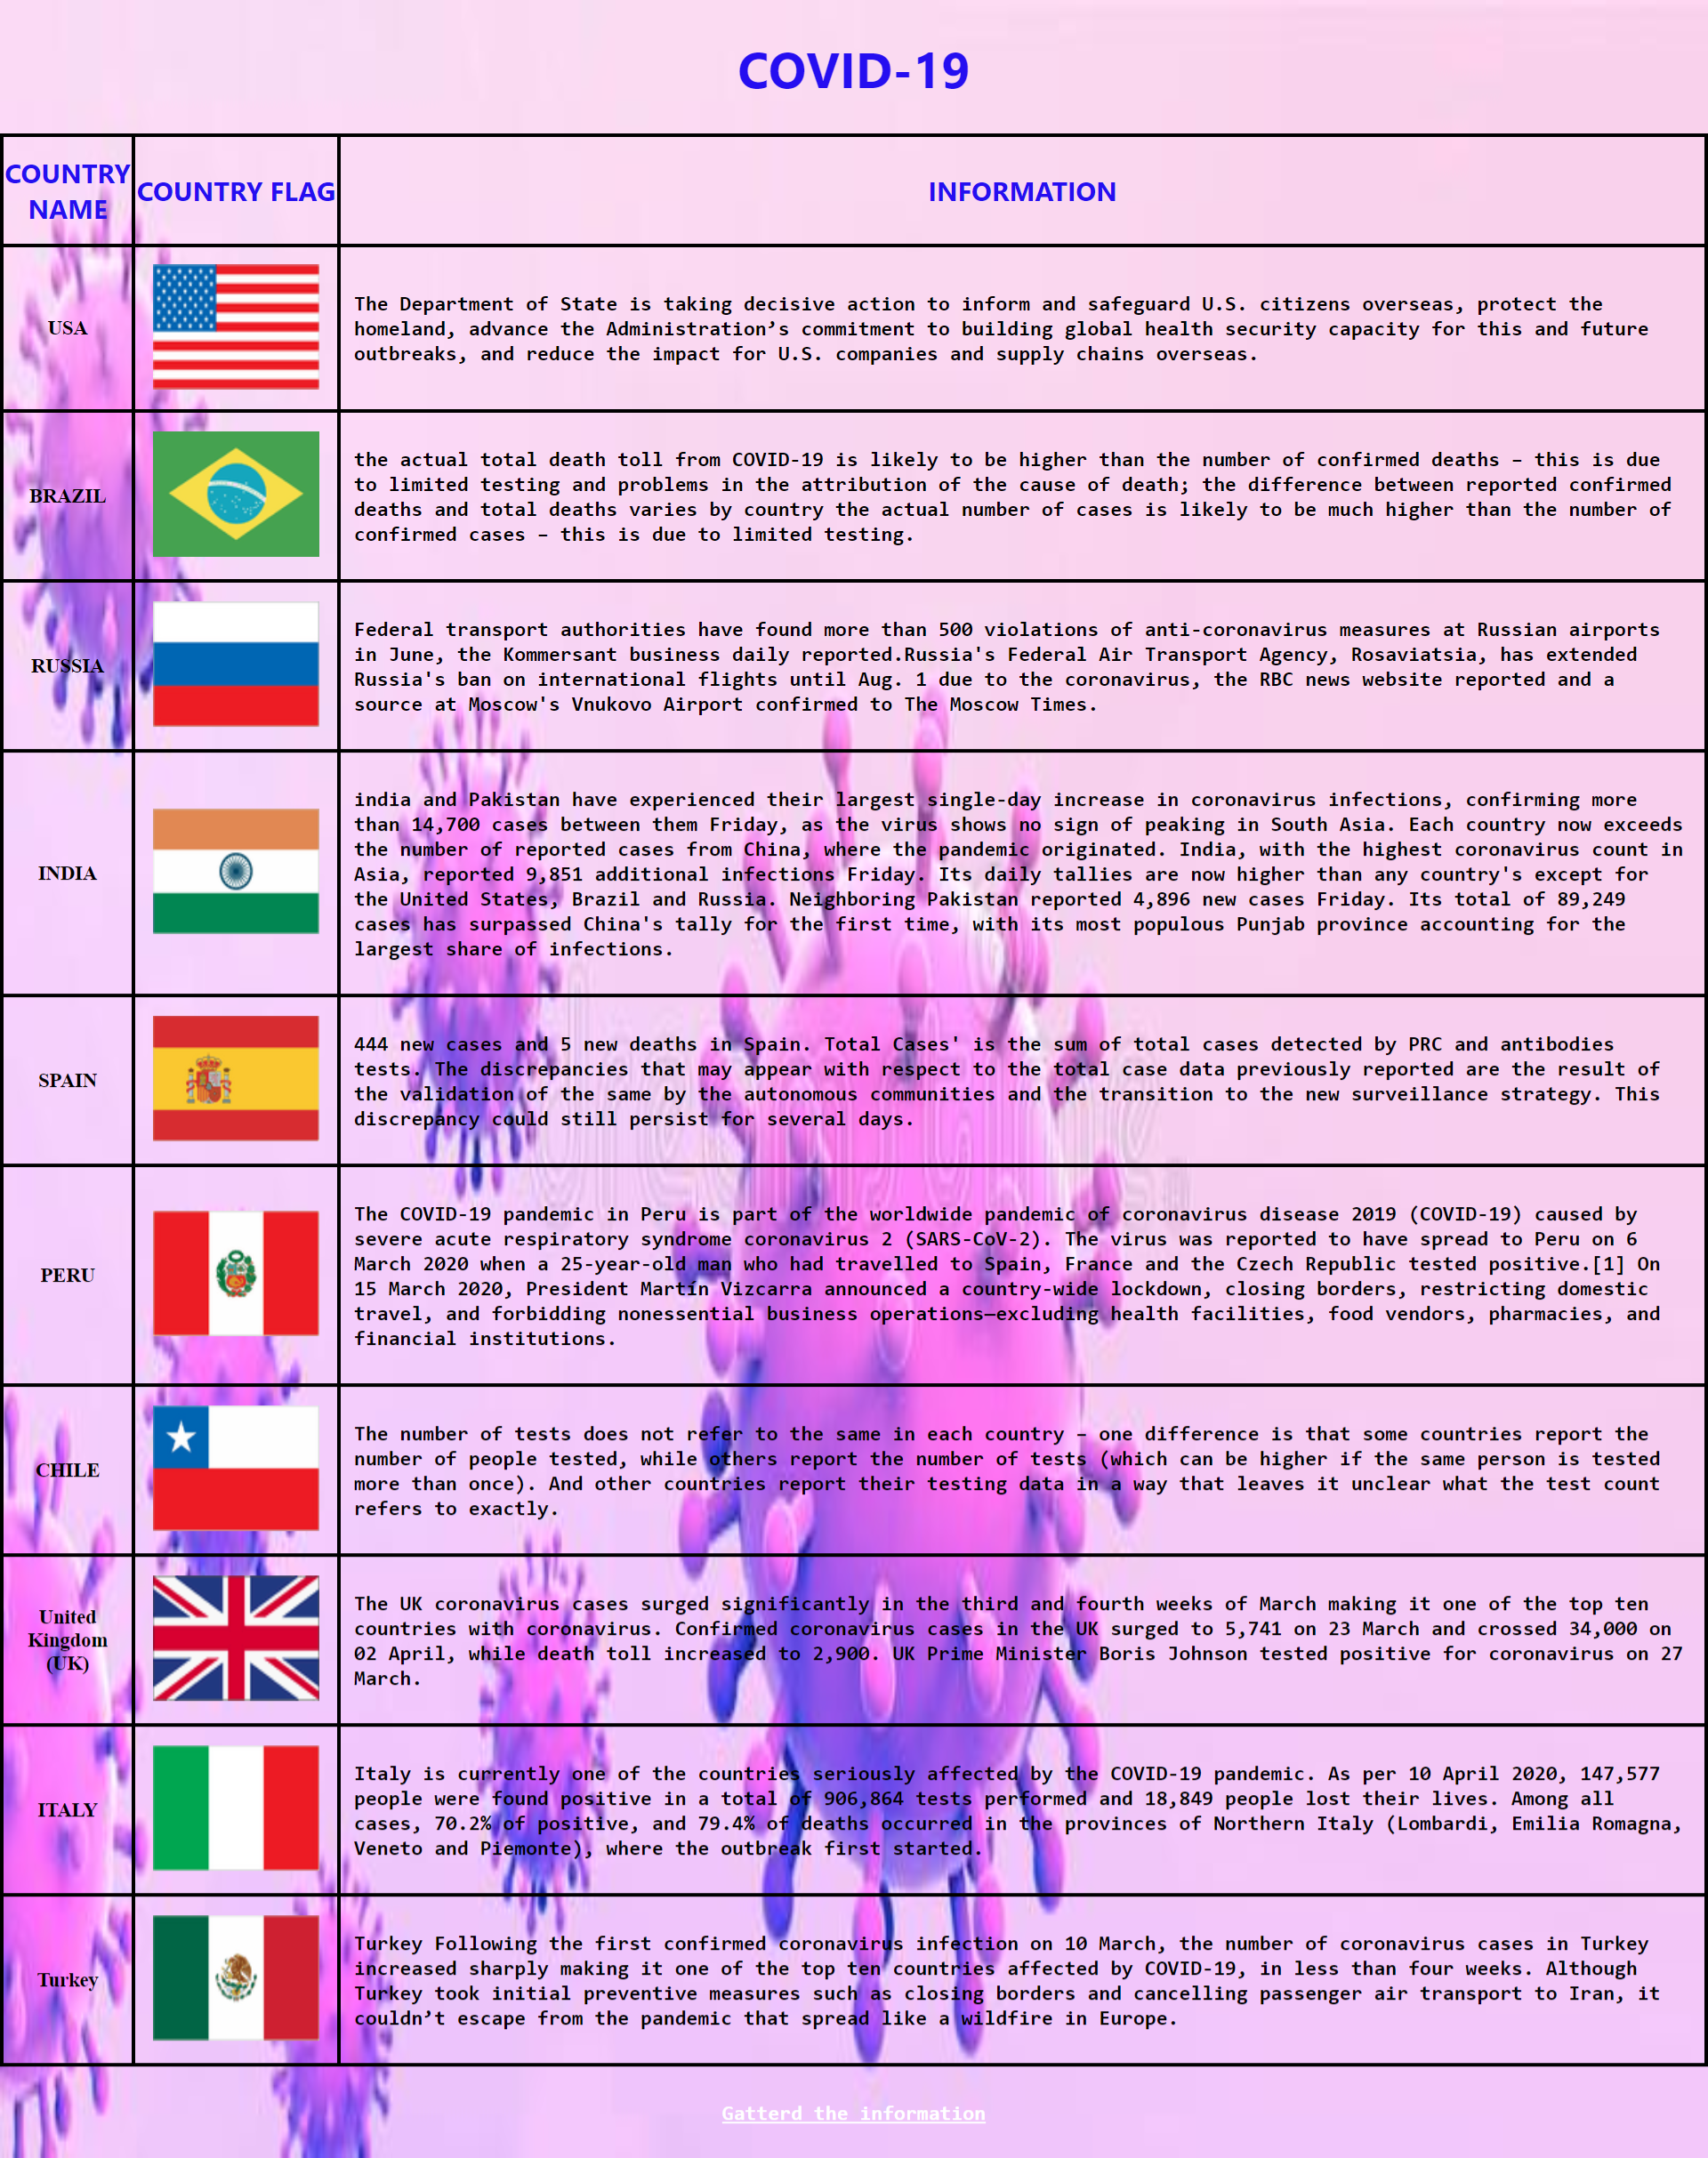 COVID-19
COUNTRY
NAME
COUNTRY FLAG
INFORMATION
USA
The Department of State is taking decisive action to inform and safeguard U.S. citizens overseas, protect the
homeland, advance the Administration’s commitment to building global health security capacity for this and future
outbreaks, and reduce the impact for U.S. companies and supply chains overseas.
BRAZIL
the actual total death toll from COVID-19 is likely to be higher than the number of confirmed deaths – this is due
to limited testing and problems in the attribution of the cause of death; the difference between reported confirmed
deaths and total deaths varies by country the actual number of cases is likely to be much higher than the number of
confirmed cases – this is due to limited testing.
RUSSIA
Federal transport authorities have found more than 500 violations of anti-coronavirus measures at Russian airports
in June, the Kommersant business daily reported.Russia's Federal Air Transport Agency, Rosaviatsia, has extended
Russia's ban on international flights until Aug. 1 due to the coronavirus, the RBC news website reported and a
source at Moscow's Vnukovo Airport confirmed to The Moscow Times.
INDIA
india and Pakistan have experienced their largest single-day increase in coronavirus infections, confirming more
than 14,700 cases between them Friday, as the virus shows no sign of peaking in South Asia. Each country now exceeds
the number of reported cases from China, where the pandemic originated. India, with the highest coronavirus count in
Asia, reported 9,851 additional infections Friday. Its daily tallies are now higher than any country's except for
the United States, Brazil and Russia. Neighboring Pakistan reported 4,896 new cases Friday. Its total of 89,249
cases has surpassed China's tally for the first time, with its most populous Punjab province accounting for the
largest share of infections.
SPAIN
444 new cases and 5 new deaths in Spain. Total Cases' is the sum of total cases detected by PRC and antibodies
tests. The discrepancies that may appear with respect to the total case data previously reported are the result of
the validation of the same by the autonomous communities and the transition to the new surveillance strategy. This
discrepancy could still persist for several days.
PERU
The COVID-19 pandemic in Peru is part of the worldwide pandemic of coronavirus disease 2019 (COVID-19) caused by
severe acute respiratory syndrome coronavirus 2 (SARS-CoV-2). The virus was reported to have spread to Peru on 6
March 2020 when a 25-year-old man who had travelled to Spain, France and the Czech Republic tested positive.[1] On
15 March 2020, President Martín Vizcarra announced a country-wide lockdown, closing borders, restricting domestic
travel, and forbidding nonessential business operations—excluding health facilities, food vendors, pharmacies, and
financial institutions.
CHILE
The number of tests does not refer to the same in each country – one difference is that some countries report the
number of people tested, while others report the number of tests (which can be higher if the same person is tested
more than once). And other countries report their testing data in a way that leaves it unclear what the test count
refers to exactly.
United
Kingdom
(UK)
The UK coronavirus cases surged significantly in the third and fourth weeks of March making it one of the top ten
countries with coronavirus. Confirmed coronavirus cases in the UK surged to 5,741 on 23 March and crossed 34,000 on
02 April, while death toll increased to 2,900. UK Prime Minister Boris Johnson tested positive for coronavirus on 27
March.
ITALY
Italy is currently one of the countries seriously affected by the COVID-19 pandemic. As per 10 April 2020, 147,577
people were found positive in a total of 906,864 tests performed and 18,849 people lost their lives. Among all
cases, 70.2% of positive, and 79.4% of deaths occurred in the provinces of Northern Italy (Lombardi, Emilia Romagna,
Veneto and Piemonte), where the outbreak first started.
Turkey
Turkey Following the first confirmed coronavirus infection on 10 March, the number of coronavirus cases in Turkey
increased sharply making it one of the top ten countries affected by COVID-19, in less than four weeks. Although
Turkey took initial preventive measures such as closing borders and cancelling passenger air transport to Iran, it
couldn’t escape from the pandemic that spread like a wildfire in Europe.
Gatterd the information